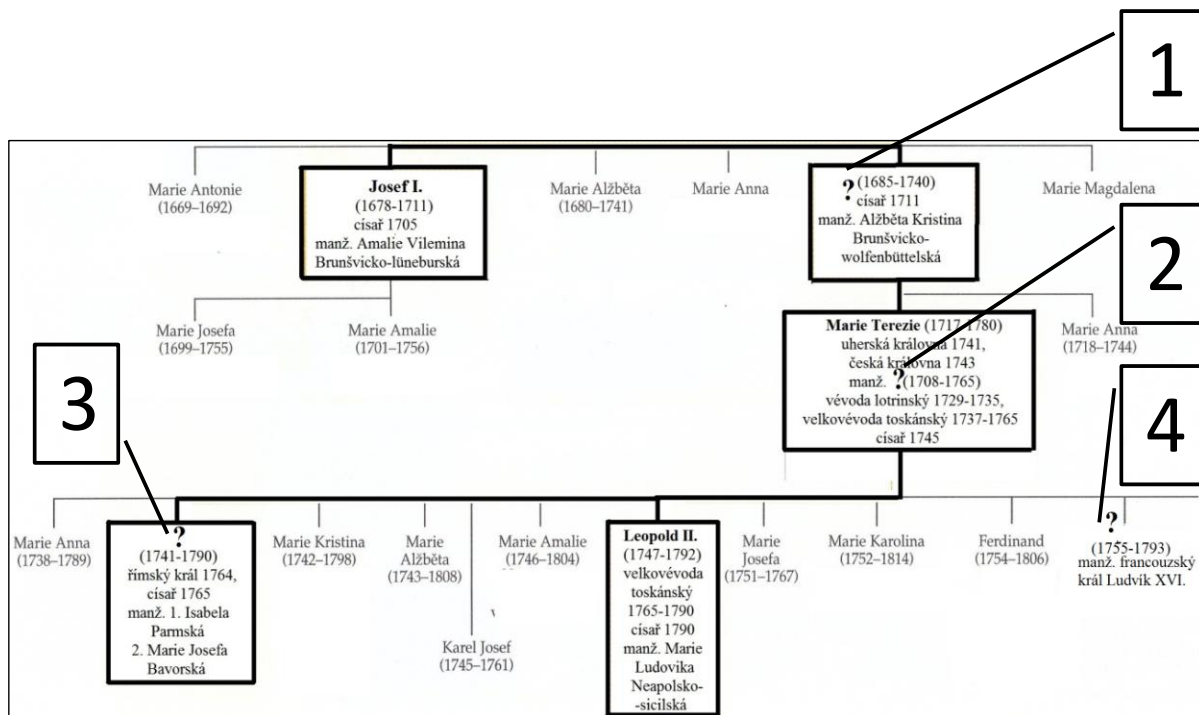 1
Marie Antonie
(1669–1692)
Josef I.
(1678-1711)
císař 1705
manž. Amalie Vilemina
Brunšvicko-lüneburská
Marie Alžběta
(1680–1741)
Marie Anna
? (1685-1740)
císař 1711
manž. Alžběta Kristina
Brunšvicko-
wolfenbüttelská
Marie Magdalena
2
Marie Josefa
(1699–1755)
Marie Amalie
(1701–1756)
Marie Terezie (1717-1780)
uherská královna 1741,
česká královna 1743
manž. ? (1708-1765)
vévoda lotrinský 1729-1735,
velkovévoda toskánský 1737-1765
císař 1745
Marie Anna
(1718–1744)
3
4
Marie Anna
(1738–1789)
?
(1741-1790)
římský král 1764,
císař 1765
manž. 1. Isabela
Parmská
2. Marie Josefa
Bavorská
Marie Kristina
(1742–1798)
Marie
Alžběta
(1743–1808)
Karel Josef
(1745–1761)
Marie Amalie
(1746–1804)
Leopold II.
(1747-1792)
velkovévoda
toskánský
1765-1790
císař 1790
manž. Marie
Ludovika
Neapolsko-
-sicilská
Marie
Josefa
(1751–1767)
Marie Karolina
(1752–1814)
Ferdinand
(1754–1806)
?
(1755-1793)
manž. francouzský
král Ludvík XVI.